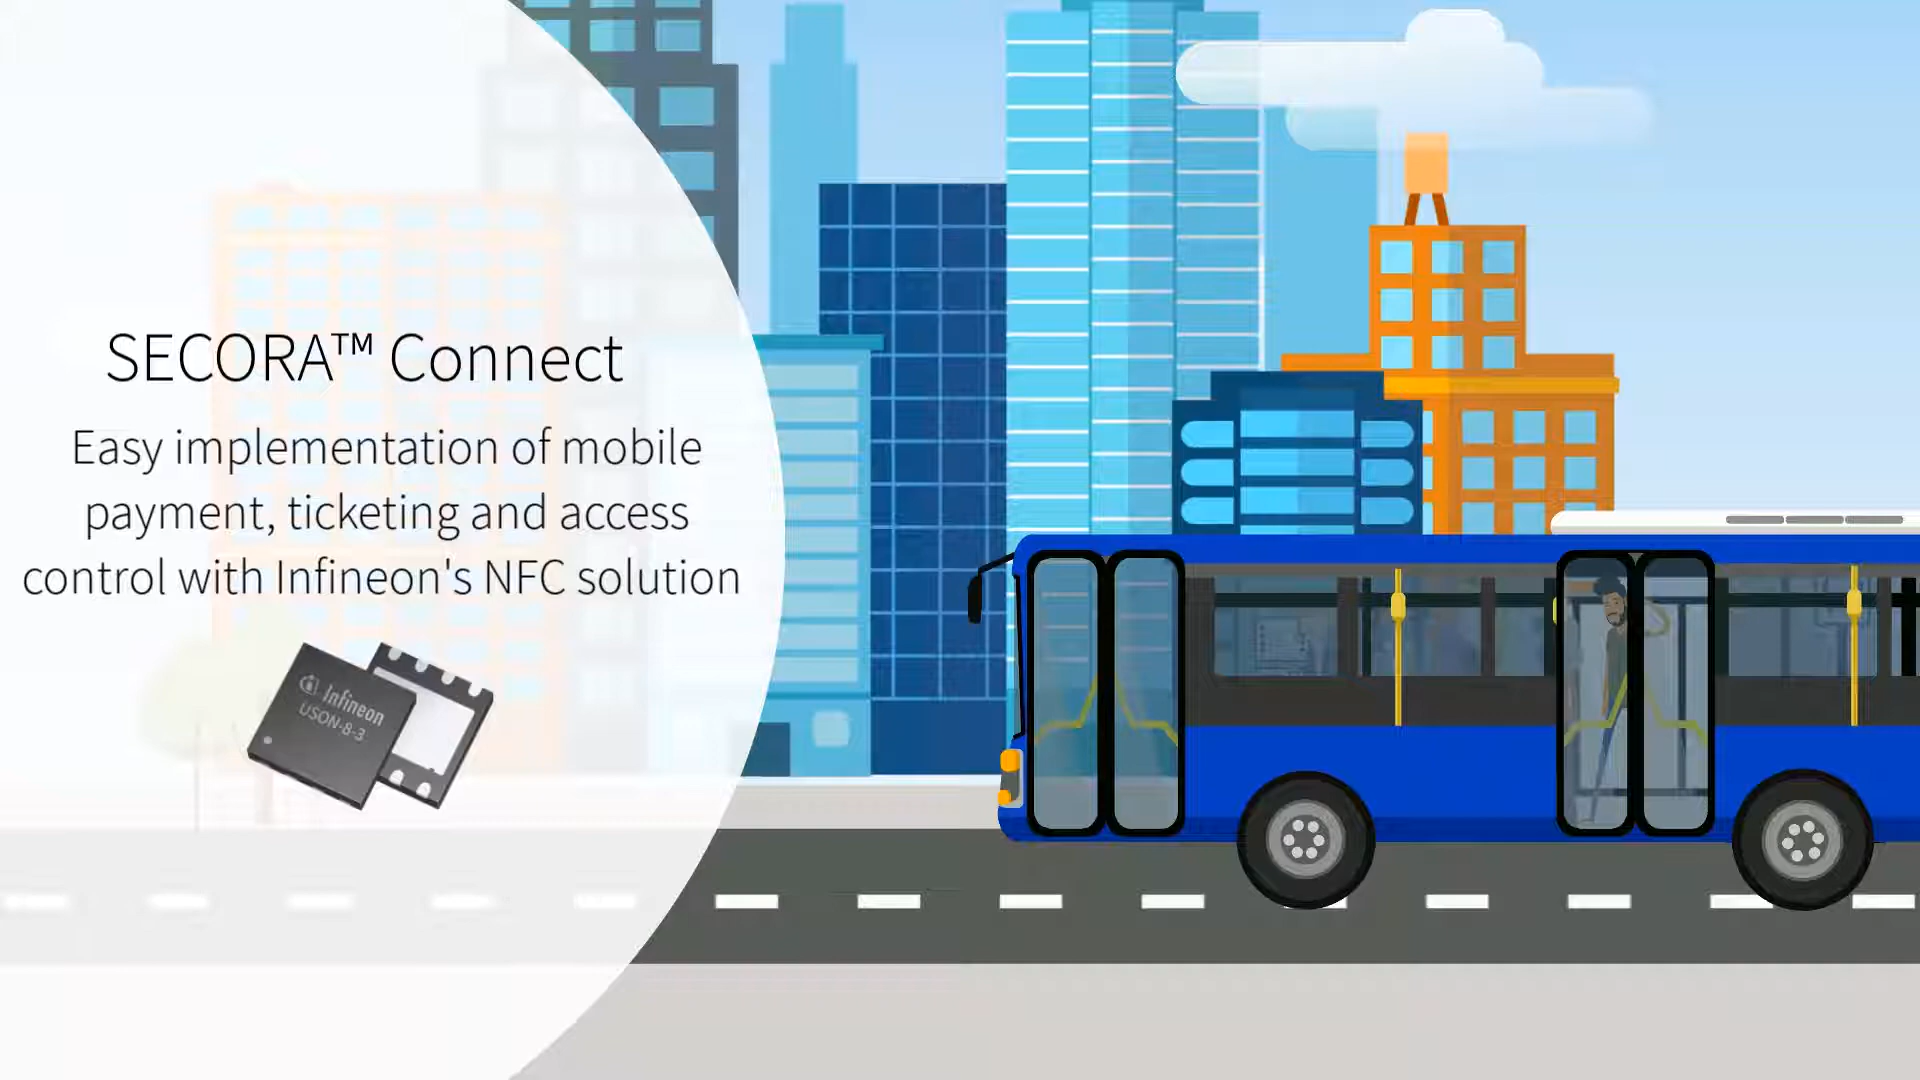 SECORA™ Connect
Easy implementation of mobile
payment, ticketing and access
control with Infineon's NFC solution
Infineon
USON-8-3